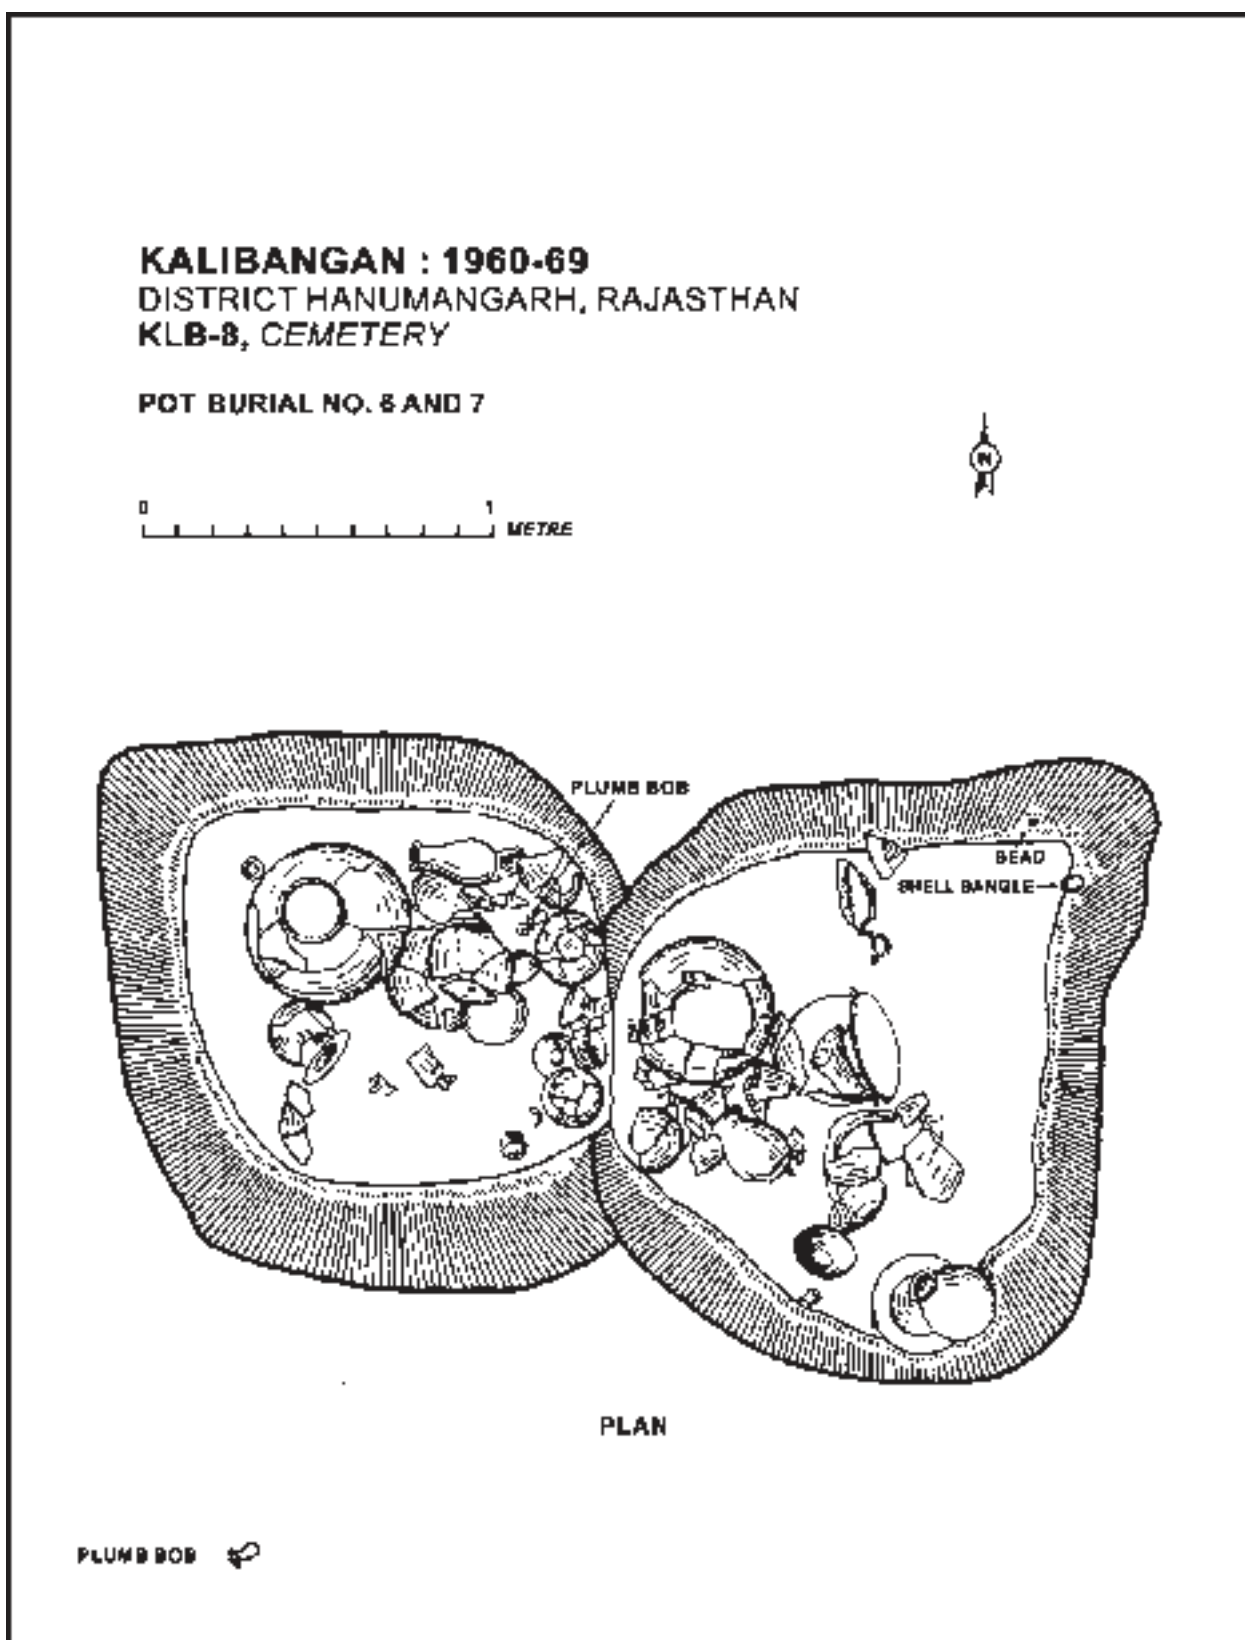 KALIBANGAN : 1960-69
DISTRICT HANUMANGARH, RAJASTHAN
KLB-8, CEMETERY
POT BURIAL NO. 6 AND 7
N
0 1
METRE
PLUMB BOB
BEAD
SHELL BANGLE
PLAN
PLUMB BOB